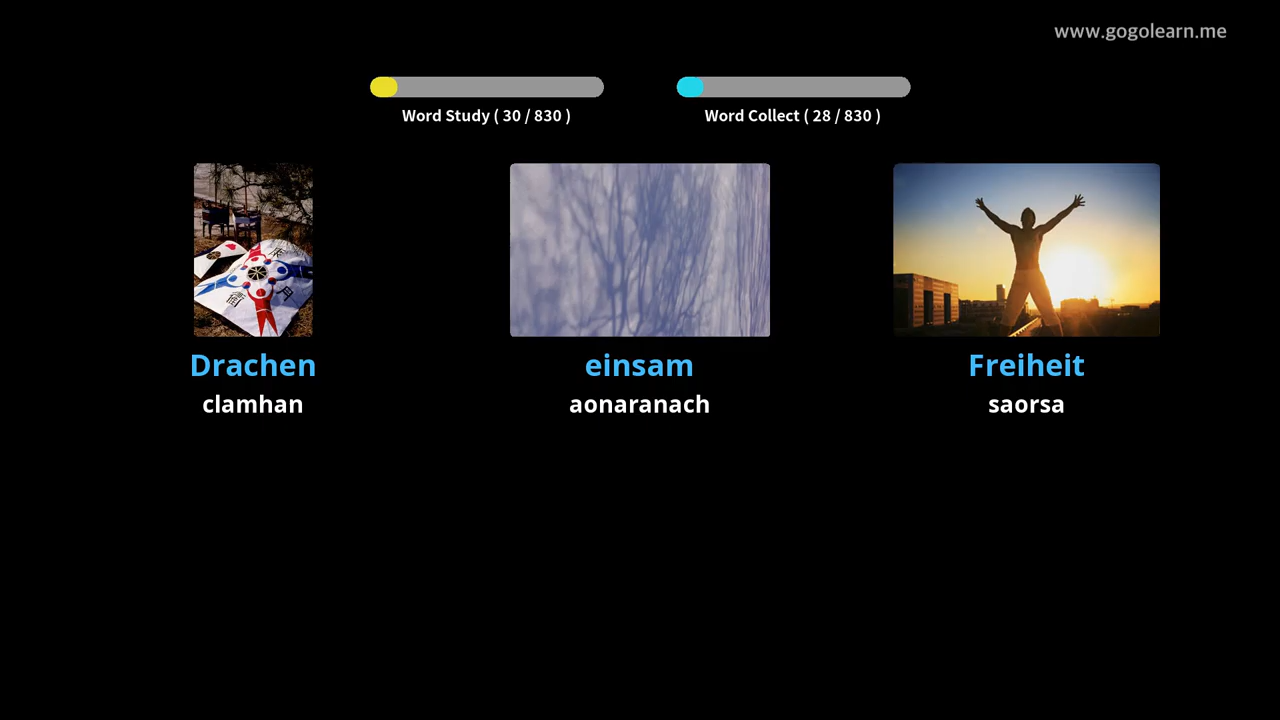 www.gogolearn.me
Word Study ( 30 / 830 )
Word Collect ( 28 / 830 )
Drachen
clamhan
einsam
aonaranach
Freiheit
saorsa